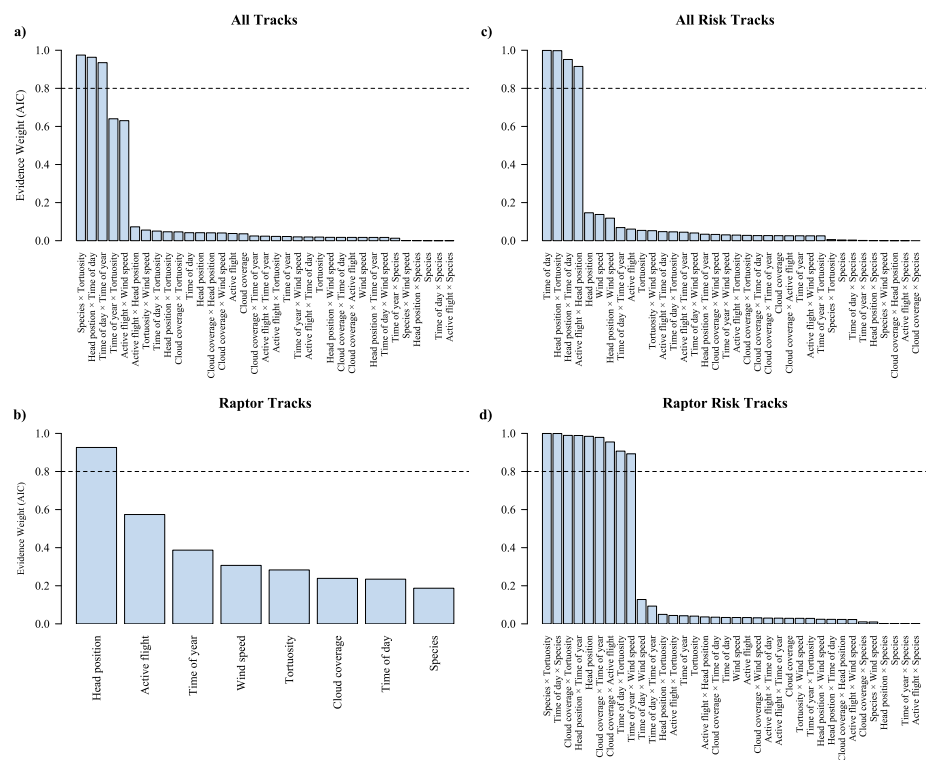 All Tracks
a)
Evidence Weight (AIC)
1.0
0.8
0.6
0.4
0.2
0.0
Species × Tortuosity
Head position × Time of day
Time of day × Time of year
Time of year × Tortuosity
Active flight × Wind speed
Active flight × Head position
Tortuosity × Wind speed
Time of day × Tortuosity
Head position × Tortuosity
Cloud coverage × Tortuosity
Time of day
Head position
Cloud coverage × Head position
Cloud coverage × Wind speed
Active flight
Cloud coverage
Cloud coverage × Time of year
Active flight × Time of year
Active flight × Tortuosity
Time of year
Time of year × Wind speed
Active flight × Time of day
Tortuosity
Head position × Wind speed
Cloud coverage × Time of day
Cloud coverage × Active flight
Wind speed
Head position × Time of year
Time of day × Wind speed
Time of year × Species
Species × Wind speed
Head position × Species
Species
Time of day × Species
Active flight × Species
All Risk Tracks
c)
1.0
0.8
0.6
0.4
0.2
0.0
Time of day
Head position × Tortuosity
Head position × Time of day
Active flight × Head position
Head position
Wind speed
Head position × Wind speed
Time of day × Time of year
Active flight
Tortuosity
Tortuosity × Wind speed
Active flight × Time of day
Time of day × Tortuosity
Active flight × Time of year
Time of day × Wind speed
Head position × Time of year
Cloud coverage × Wind speed
Time of year × Wind speed
Active flight × Tortuosity
Cloud coverage × Tortuosity
Cloud coverage × Time of day
Cloud coverage × Time of year
Cloud coverage
Cloud coverage × Active flight
Time of year
Active flight × Wind speed
Time of year × Tortuosity
Species × Tortuosity
Species
Time of day × Species
Time of year × Species
Head position × Species
Species × Wind speed
Cloud coverage × Head position
Active flight × Species
Cloud coverage × Species
Raptor Tracks
b)
Evidence Weight (AIC)
1.0
0.8
0.6
0.4
0.2
0.0
Head position
Active flight
Time of year
Wind speed
Tortuosity
Cloud coverage
Time of day
Species
Raptor Risk Tracks
d)
1.0
0.8
0.6
0.4
0.2
0.0
Species × Tortuosity
Time of day × Species
Cloud coverage × Tortuosity
Head position × Time of year
Head position
Cloud coverage × Time of year
Cloud coverage × Active flight
Time of day × Tortuosity
Time of year × Wind speed
Time of day × Wind speed
Time of day × Time of year
Head position × Tortuosity
Active flight × Tortuosity
Time of year
Tortuosity
Active flight × Head position
Cloud coverage × Time of day
Time of day
Wind speed
Active flight
Cloud coverage × Wind speed
Active flight × Time of day
Active flight × Time of year
Cloud coverage
Tortuosity × Wind speed
Time of year × Tortuosity
Head position × Wind speed
Head position × Time of day
Cloud coverage × Head position
Active flight × Wind speed
Cloud coverage × Species
Species × Wind speed
Head position × Species
Species
Time of year × Species
Active flight × Species